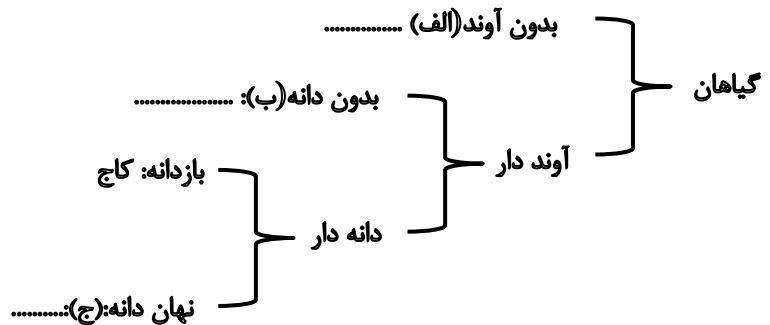 بدون آوند(الف) ...............
گیاهان
بدون دانه(ب): ...................
آوند دار
بازدانه: کاج
دانه دار
نهان دانه:(ج):..........